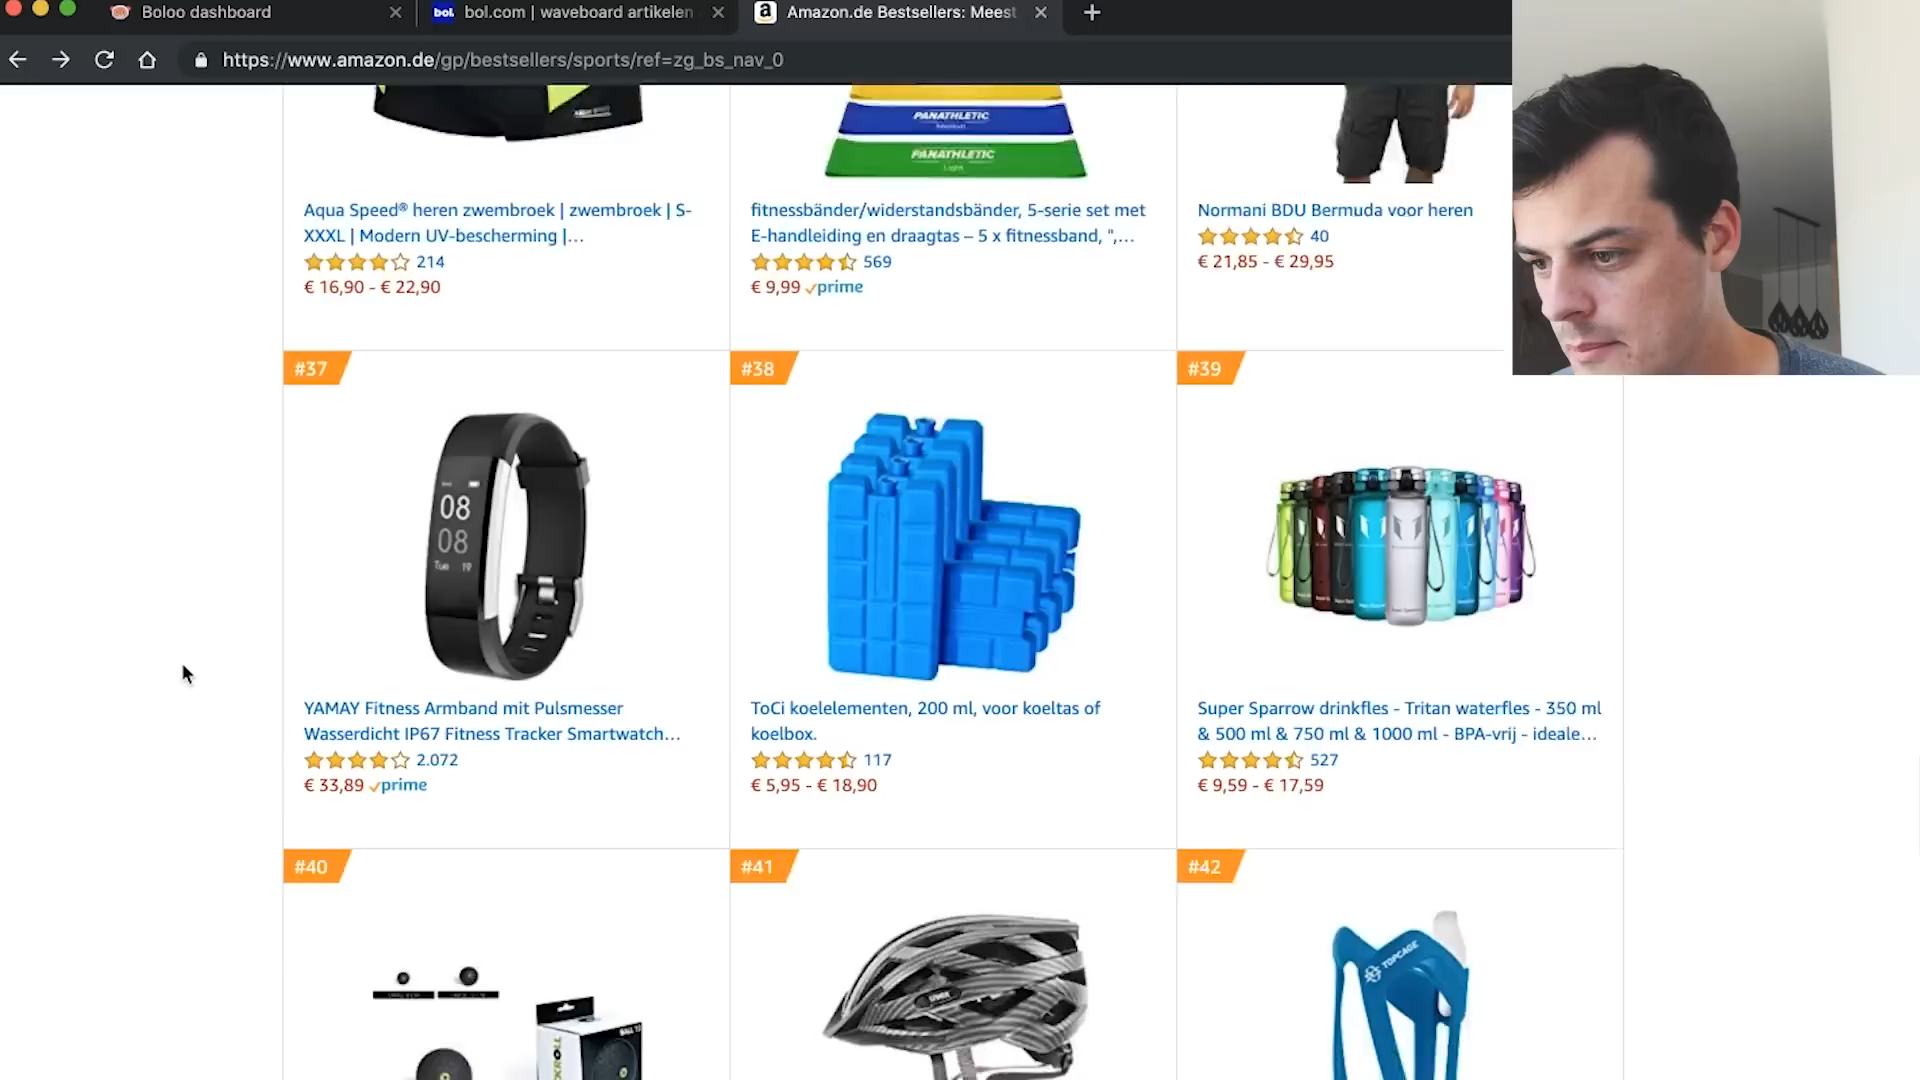 Boloo dashboard
bol. bol.com | waveboard artikelen
a Amazon.de Bestsellers: Meest
https://www.amazon.de/gp/bestsellers/sports/ref=zg_bs_nav_0
PANATHLETIC
PANATHLETIC
Light
Aqua Speed® heren zwembroek | zwembroek | S-
XXXL | Modern UV-bescherming |...
214
€ 16,90 - € 22,90
fitnessbänder/widerstandsbänder, 5-serie set met
E-handleiding en draagtas – 5 x fitnessband, ",...
569
€ 9,99 prime
Normani BDU Bermuda voor heren
40
€ 21,85 - € 29,95
#37
08
08
Tue 19
YAMAY Fitness Armband mit Pulsmesser
Wasserdicht IP67 Fitness Tracker Smartwatch...
2.072
€ 33,89 prime
#38
ToCi koelelementen, 200 ml, voor koeltas of
koelbox.
117
€ 5,95 - € 18,90
#39
Super Sparrow drinkfles - Tritan waterfles - 350 ml
& 500 ml & 750 ml & 1000 ml - BPA-vrij - ideale...
527
€ 9,59 - € 17,59
#40
#41
uvex
#42
TOPCAGE